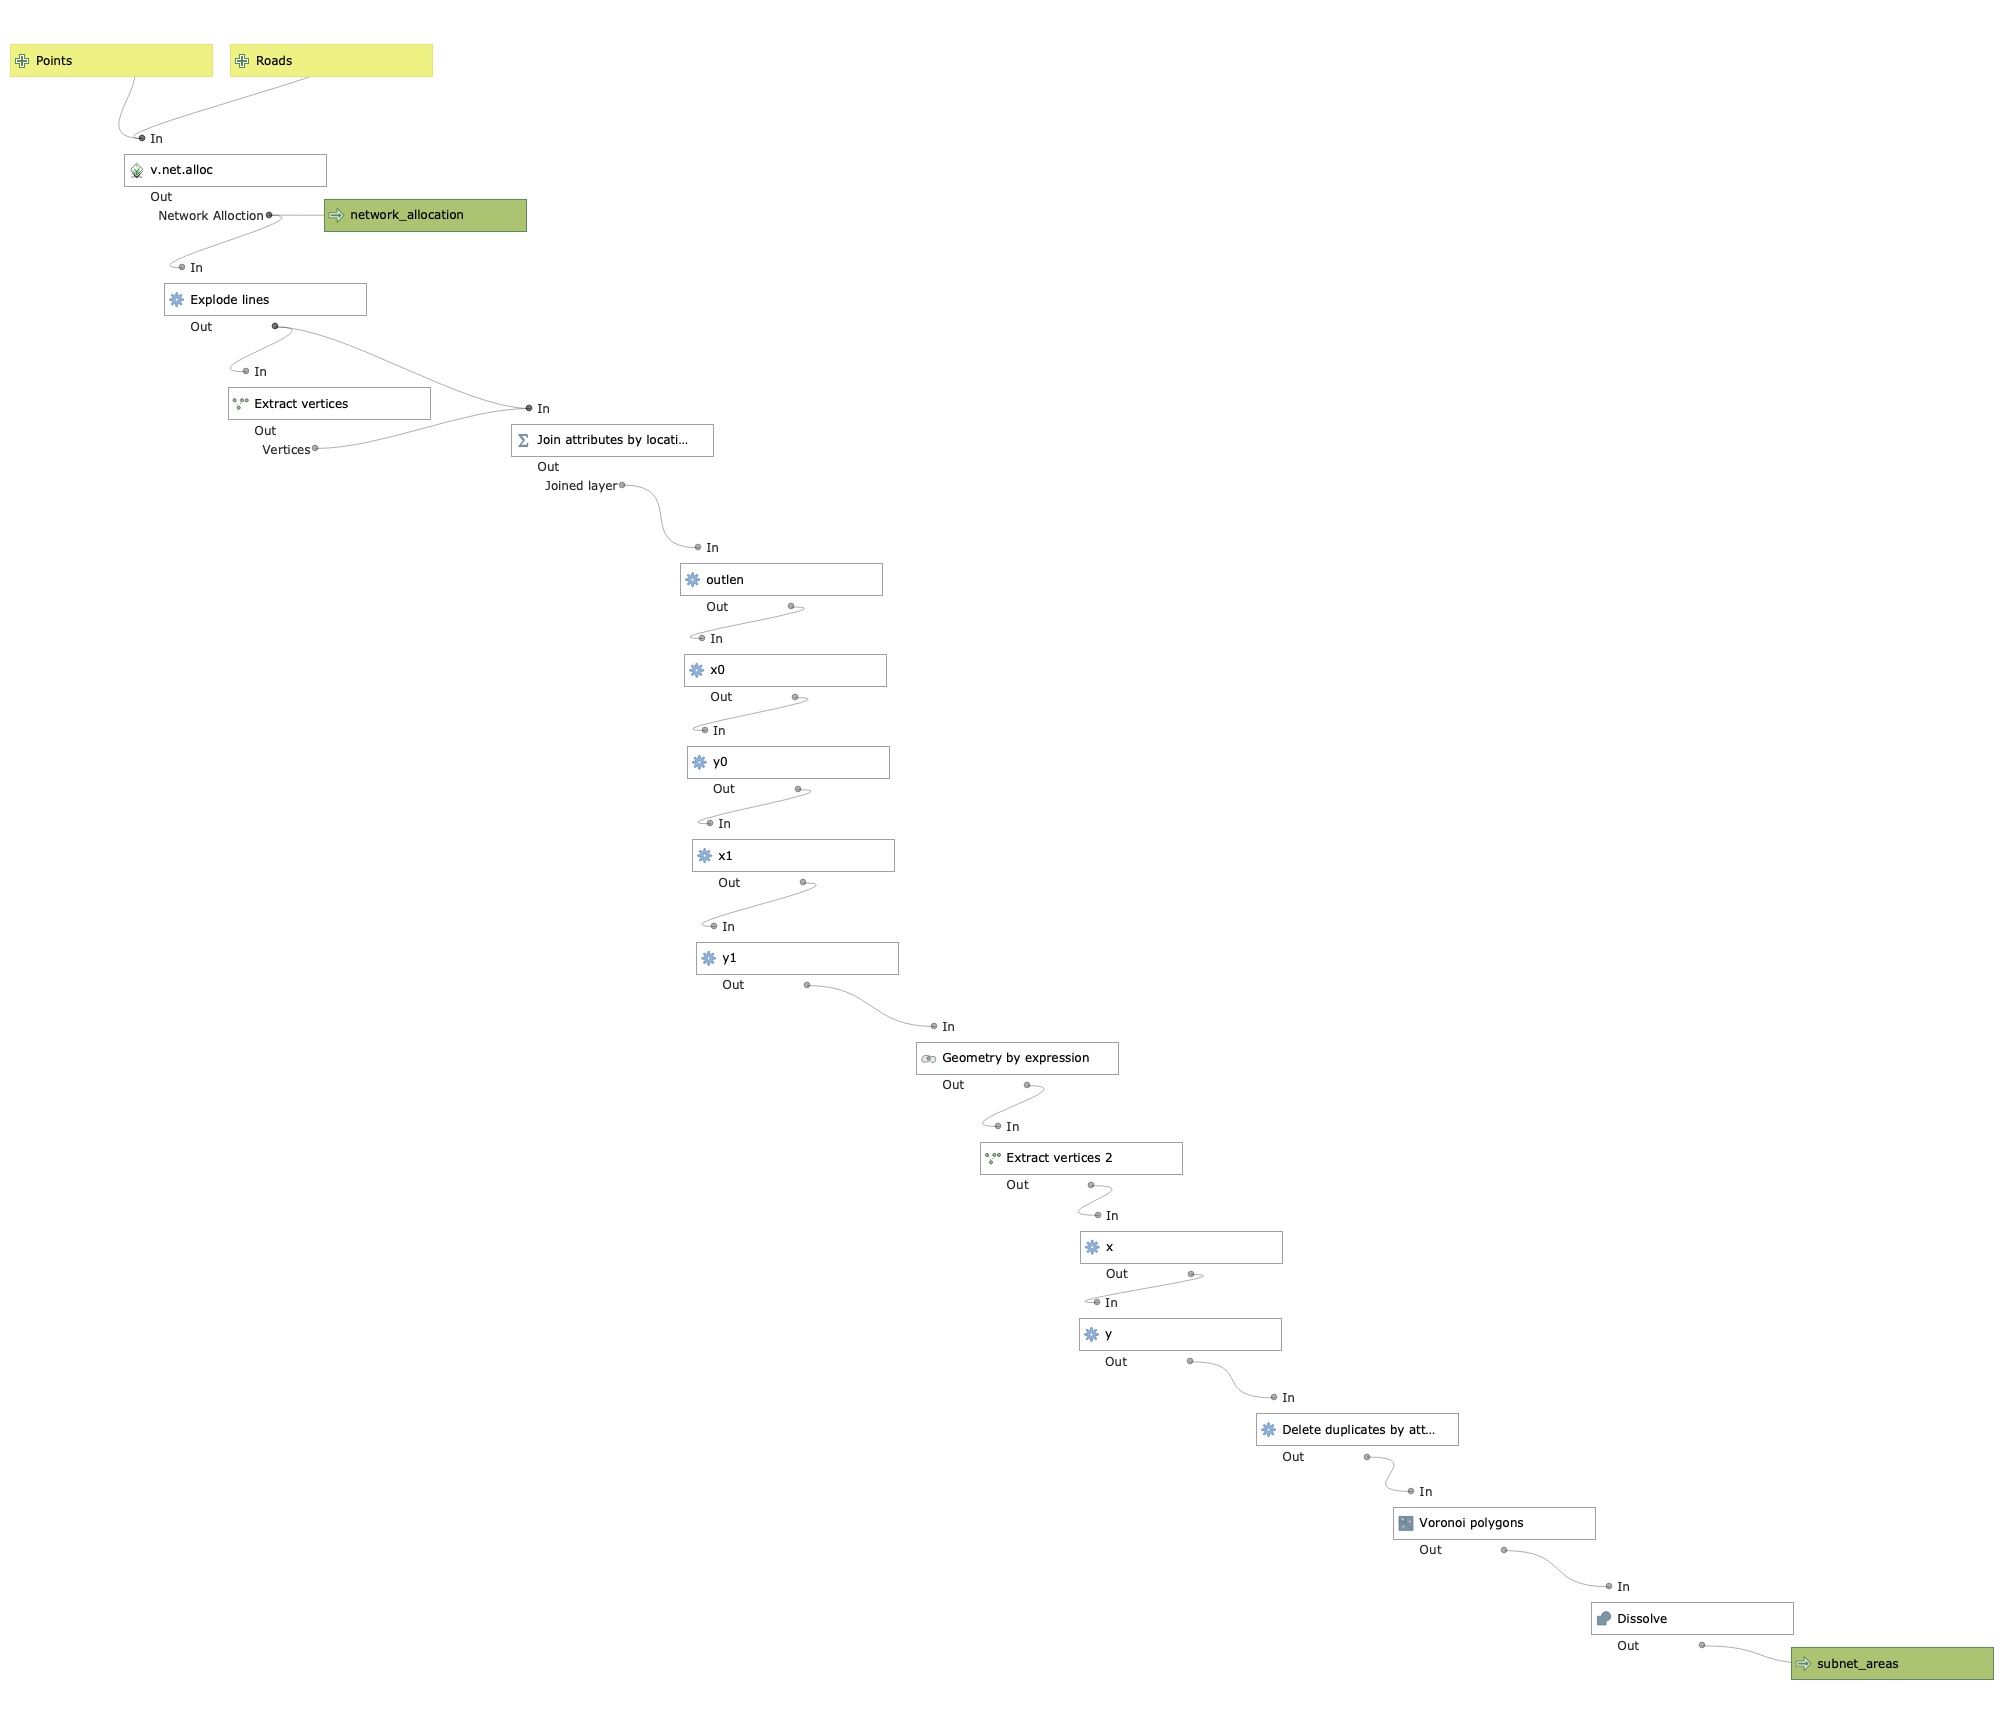 Points
Roads
In
v.net.alloc
Out
Network Alloction
network_allocation
In
Explode lines
Out
In
Extract vertices
Out
Vertices
In
Join attributes by locati...
Out
Joined layer
In
outlen
Out
In
x0
Out
In
y0
Out
In
x1
Out
In
y1
Out
In
Geometry by expression
Out
In
Extract vertices 2
Out
In
x
Out
In
y
Out
In
Delete duplicates by att...
Out
In
Voronoi polygons
Out
In
Dissolve
Out
subnet_areas